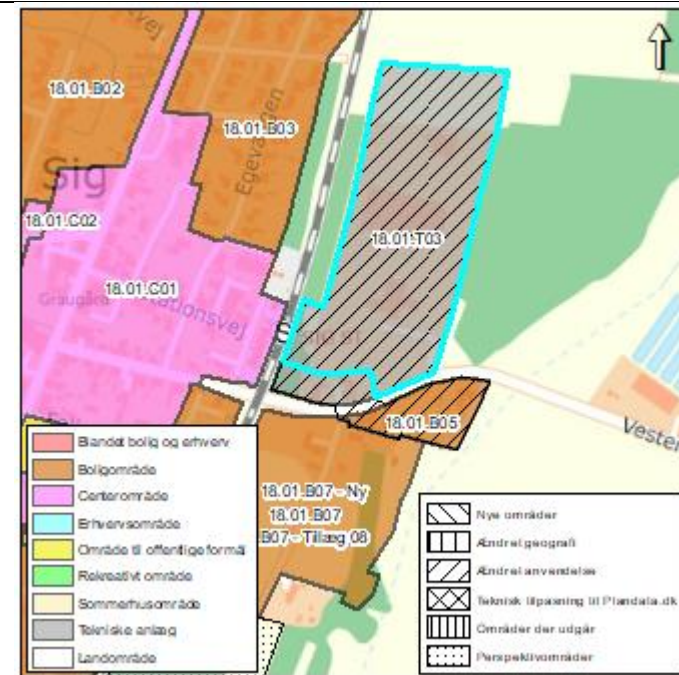 18.01.B02
18.01.B03
Sig
18.01.C02
18.01.T03
18.01.C01
Graugård
18.01.B05
18.01.B07 - Ny
18.01.B07
B07 - Tillæg 08
Blandet bolig og erhverv
Boligområde
Centerområde
Erhvervsområde
Område til offentlige formål
Rekreativt område
Sommerhusområde
Tekniske anlæg
Landområde
Nye områder
Ændret geografi
Ændret anvendelse
Teknisk tilpasning til Plandata.dk
Områder der udgår
Perspektivområder